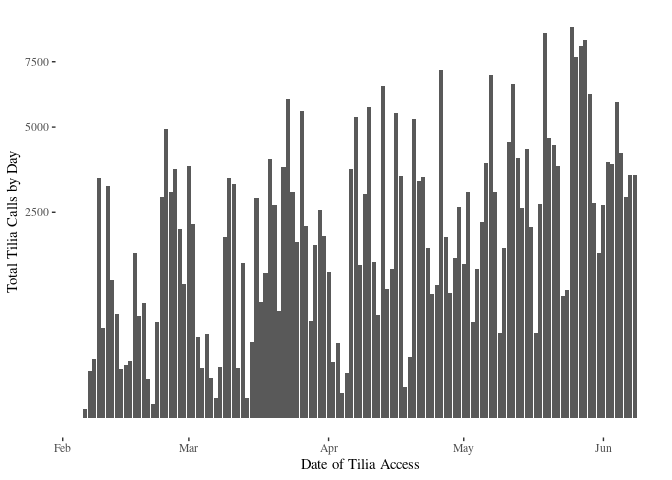 Total Tilia Calls by Day
7500
5000
2500
Feb Mar Apr May Jun
Date of Tilia Access